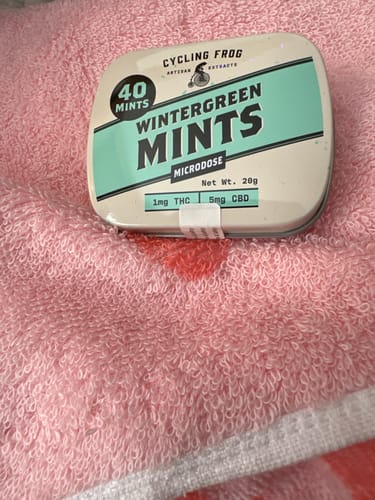 CYCLING FROG
ARTISAN EXTRACTS
40
MINTS
WINTERGREEN
MINTS
MICRODOSE
Net Wt. 20g
1mg THC | 5mg CBD